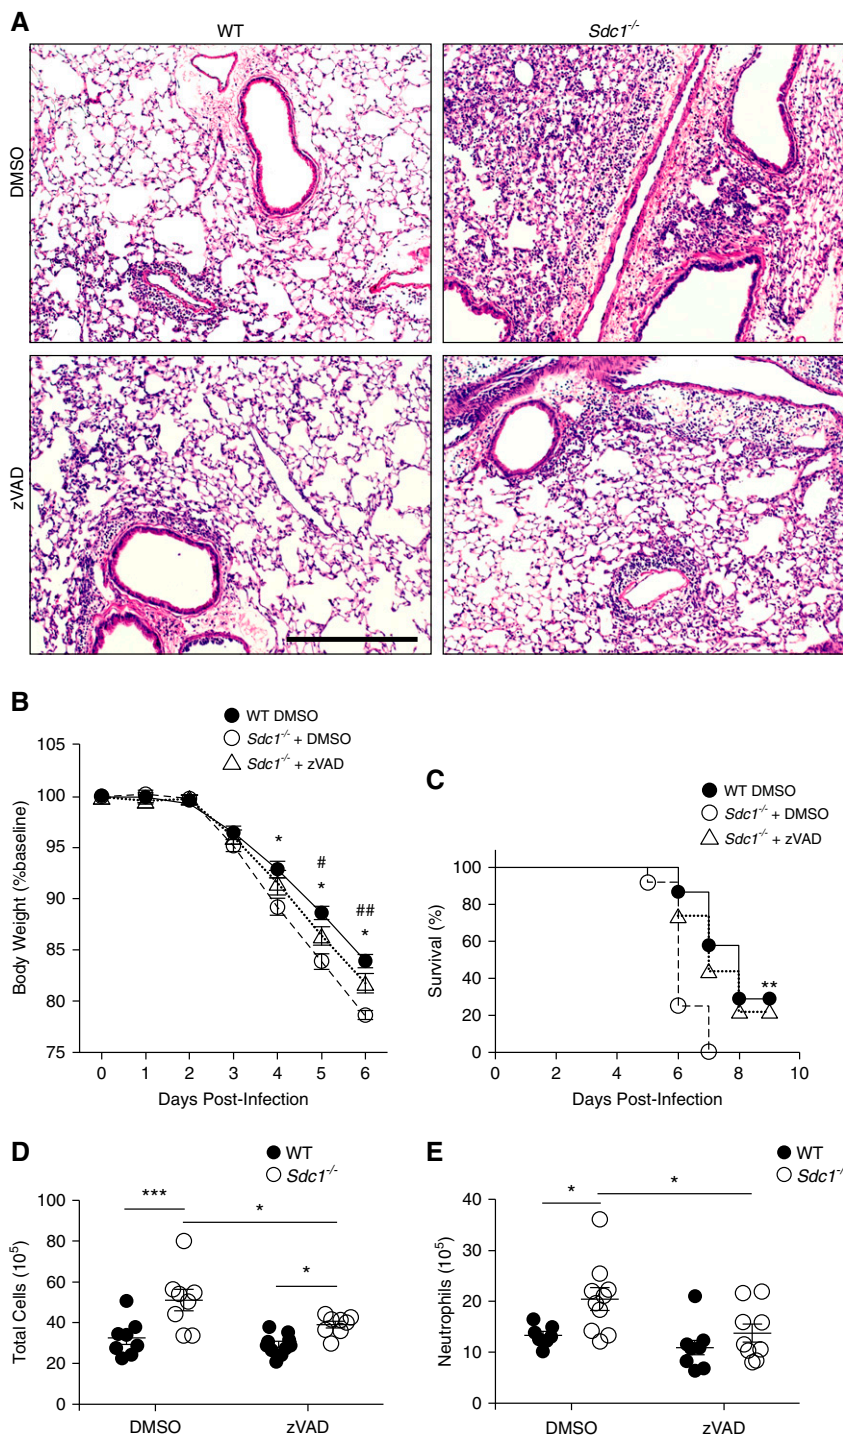 A
WT
Sdc1-/-
DMSO
zVAD
B
WT DMSO
Sdc1-/- + DMSO
Sdc1-/- + zVAD
105
100
95
90
85
80
75
Body Weight (%baseline)
*
#
*
##
*
0 1 2 3 4 5 6
Days Post-Infection
C
WT DMSO
Sdc1-/- + DMSO
Sdc1-/- + zVAD
100
80
60
40
20
0
Survival (%)
**
0 2 4 6 8 10
Days Post-Infection
D
WT
Sdc1-/-
100
80
60
40
20
0
Total Cells (10⁵)
***
*
*
DMSO zVAD
E
WT
Sdc1-/
40
30
20
10
0
Neutrophils (10⁵)
*
*
DMSO zVAD